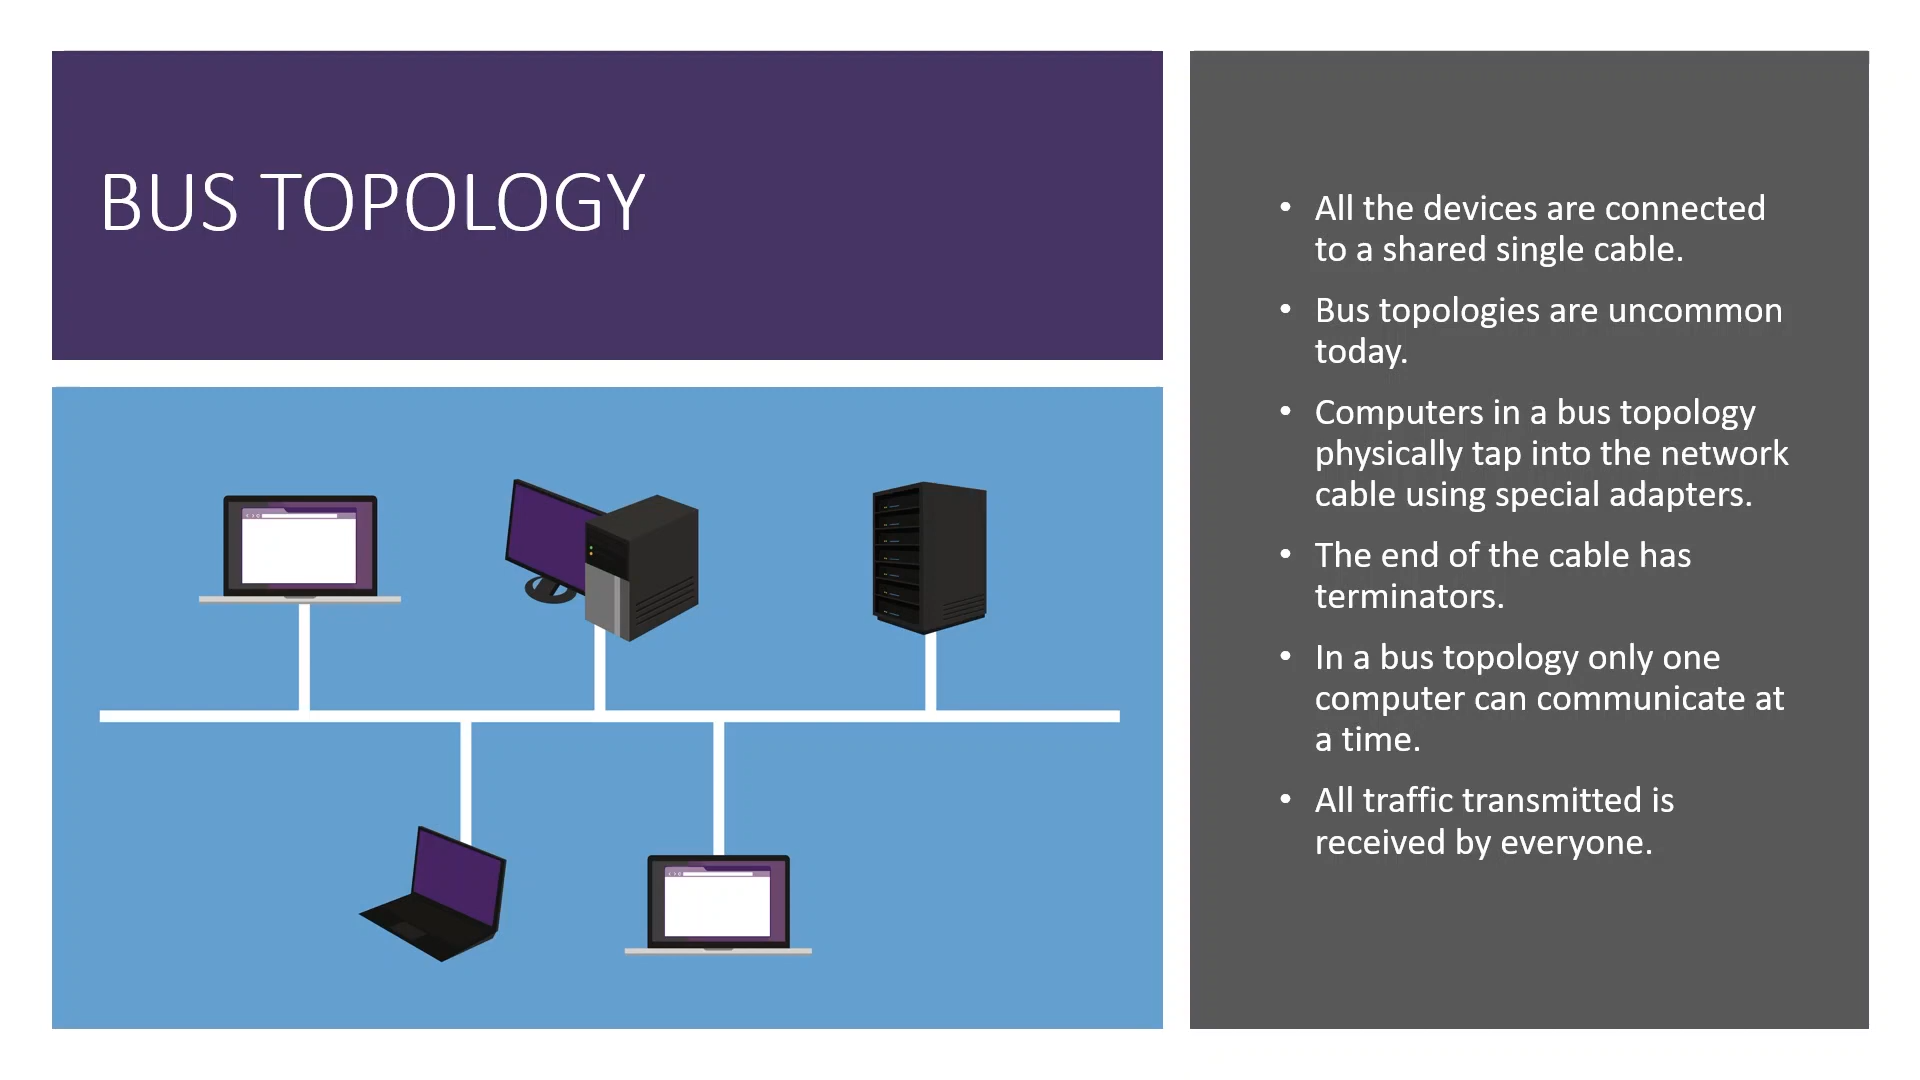 BUS TOPOLOGY
• All the devices are connected
to a shared single cable.
• Bus topologies are uncommon
today.
• Computers in a bus topology
physically tap into the network
cable using special adapters.
• The end of the cable has
terminators.
• In a bus topology only one
computer can communicate at
a time.
• All traffic transmitted is
received by everyone.